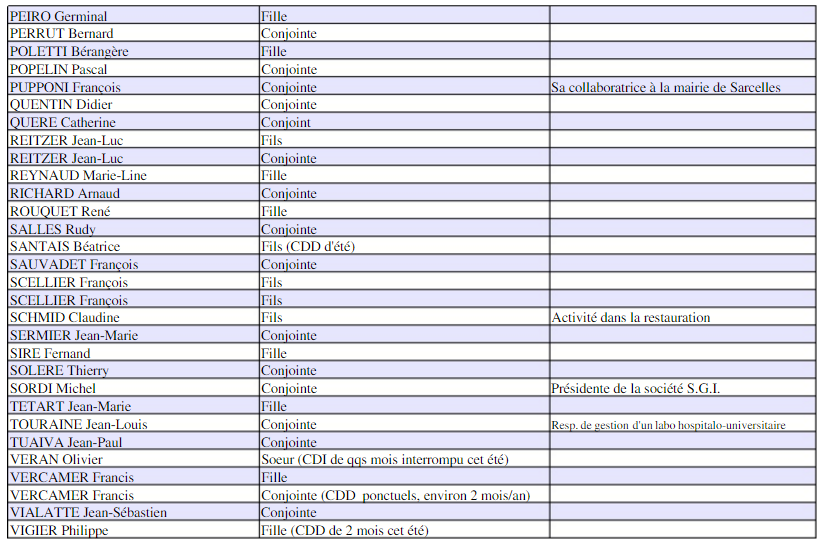 PEIRO Germinal Fille
PERRUT Bernard Conjointe
POLETTI Bérangère Fille
POPELIN Pascal Conjointe
PUPPONI François Conjointe Sa collaboratrice à la mairie de Sarcelles
QUENTIN Didier Conjointe
QUERE Catherine Conjoint
REITZER Jean-Luc Fils
REITZER Jean-Luc Conjointe
REYNAUD Marie-Line Fille
RICHARD Arnaud Conjointe
ROUQUET René Fille
SALLES Rudy Conjointe
SANTAIS Béatrice Fils (CDD d'été)
SAUVADET François Conjointe
SCELLIER François Fils
SCELLIER François Fils
SCHMID Claudine Fils Activité dans la restauration
SERMIER Jean-Marie Conjointe
SIRE Fernand Fille
SOLERE Thierry Conjointe
SORDI Michel Conjointe Présidente de la société S.G.I.
TETART Jean-Marie Fille
TOURAINE Jean-Louis Conjointe Resp. de gestion d'un labo hospitalo-universitaire
TUAIVA Jean-Paul Conjointe
VERAN Olivier Soeur (CDI de qqs mois interrompu cet été)
VERCAMER Francis Fille
VERCAMER Francis Conjointe (CDD ponctuels, environ 2 mois/an)
VIALATTE Jean-Sébastien Conjointe
VIGIER Philippe Fille (CDD de 2 mois cet été)